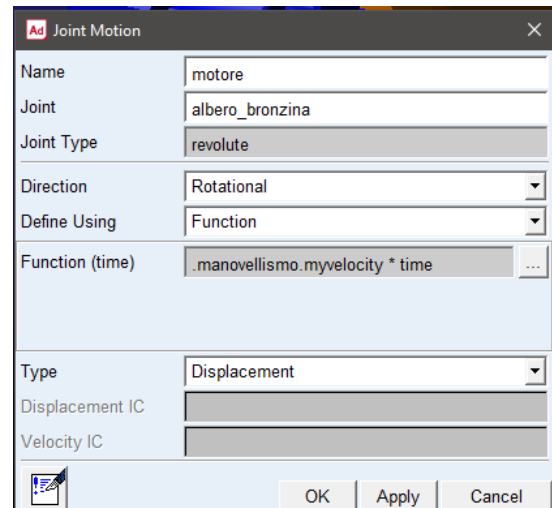 Ad Joint Motion
Name motore
Joint albero_bronzina
Joint Type revolute
Direction Rotational
Define Using Function
Function (time) .manovellismo.myvelocity * time ...
Type Displacement
Displacement IC
Velocity IC
OK Apply Cancel